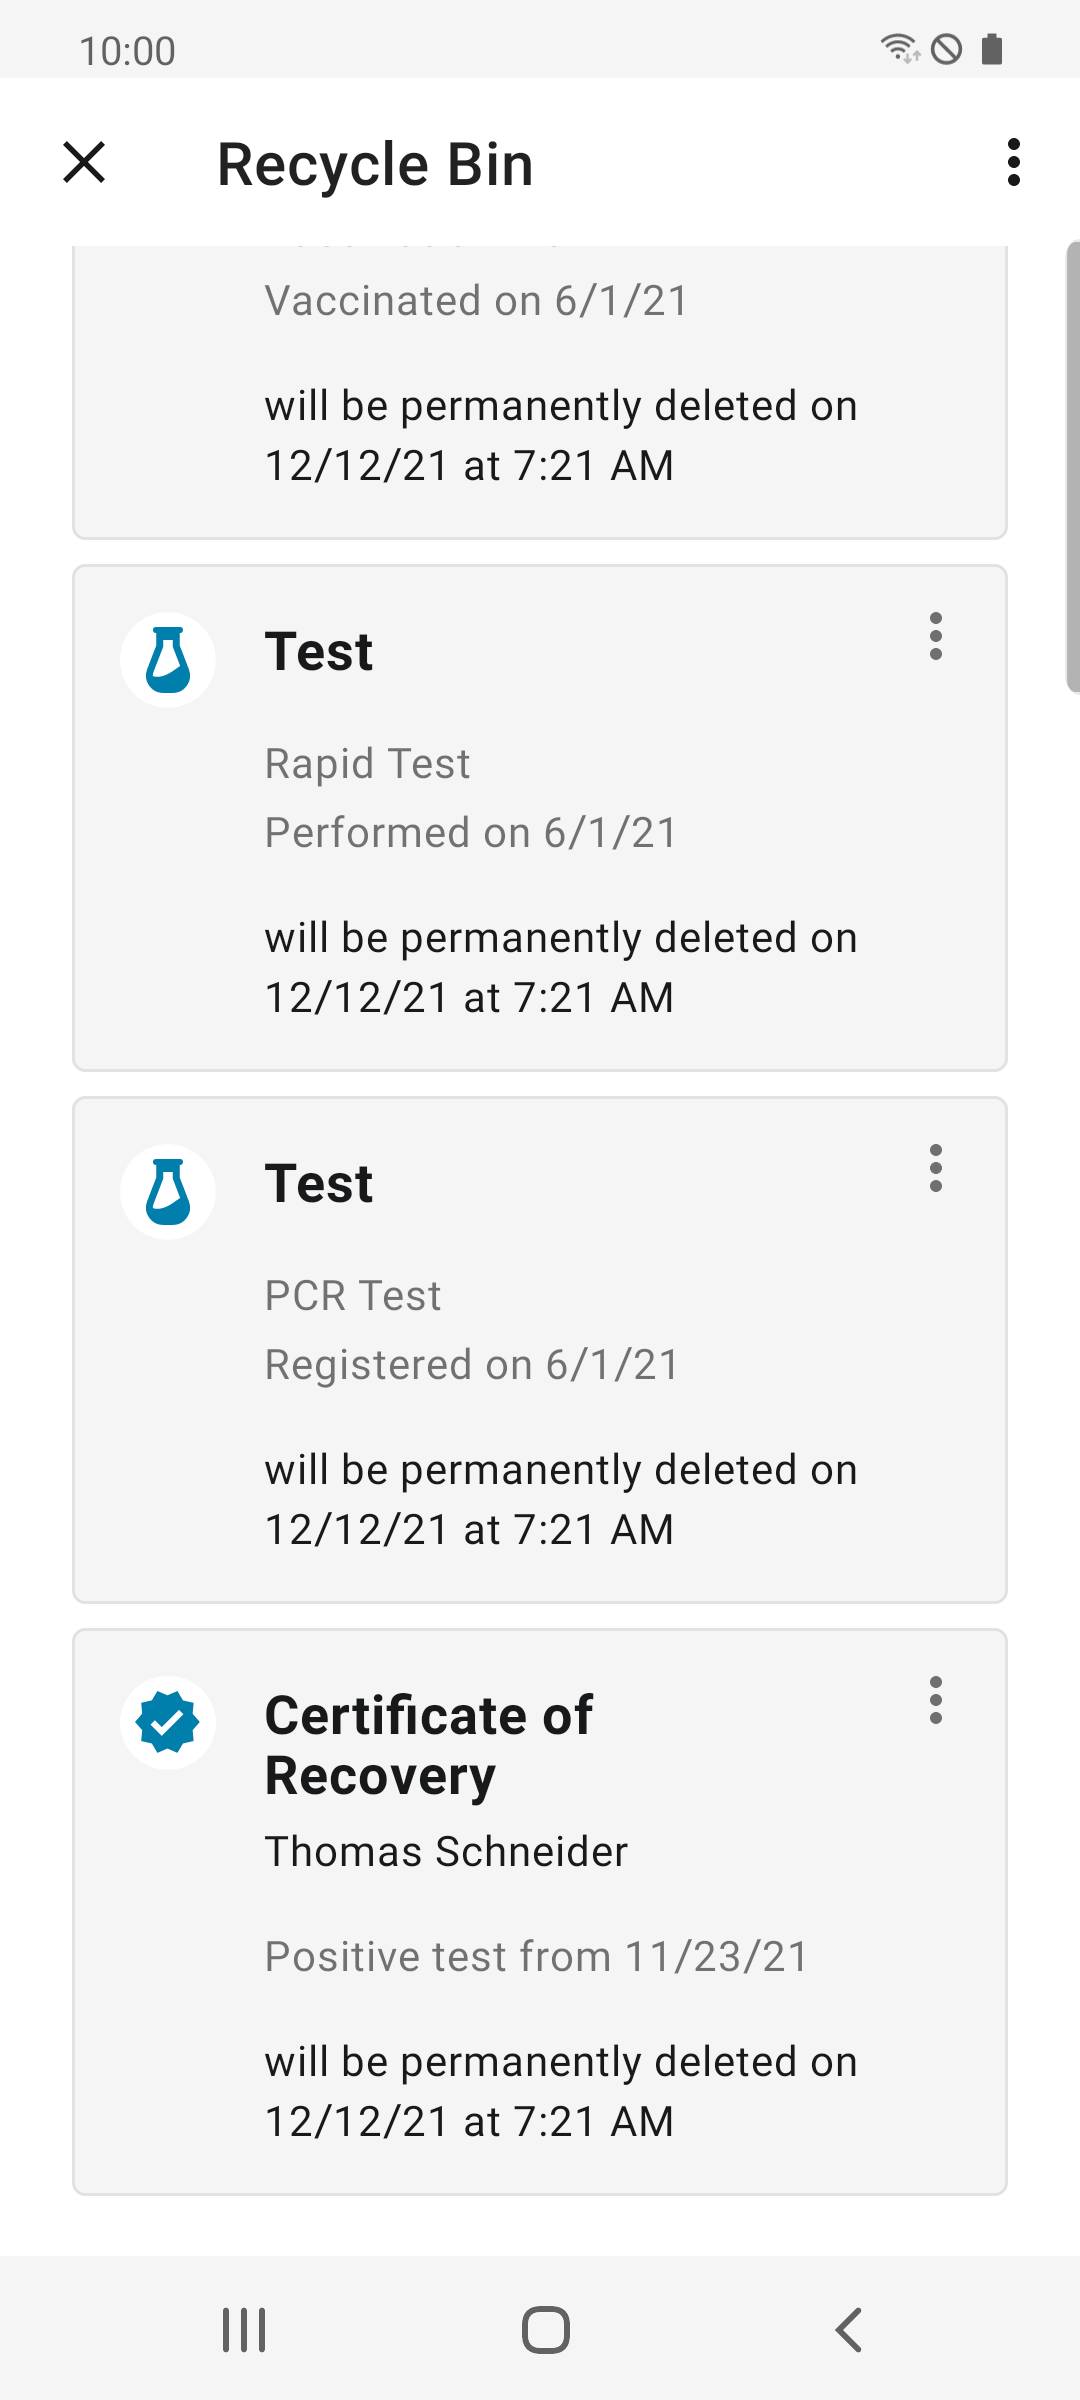 10:00
Recycle Bin
Vaccinated on 6/1/21
will be permanently deleted on
12/12/21 at 7:21 AM
Test
Rapid Test
Performed on 6/1/21
will be permanently deleted on
12/12/21 at 7:21 AM
Test
PCR Test
Registered on 6/1/21
will be permanently deleted on
12/12/21 at 7:21 AM
Certificate of
Recovery
Thomas Schneider
Positive test from 11/23/21
will be permanently deleted on
12/12/21 at 7:21 AM